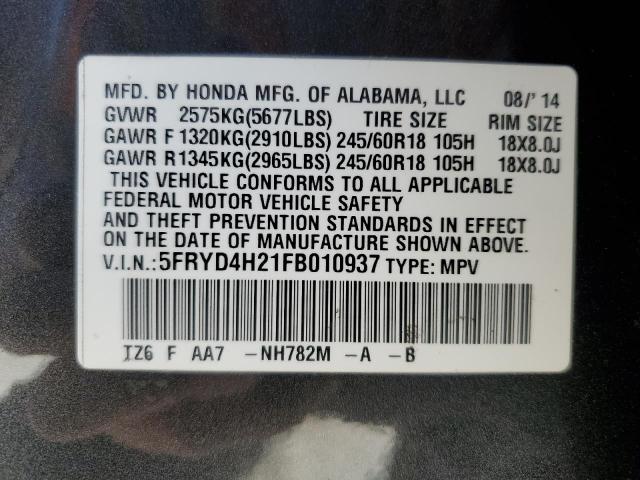 MFD. BY HONDA MFG. OF ALABAMA, LLC 08/' 14
GVWR 2575KG(5677LBS) TIRE SIZE RIM SIZE
GAWR F 1320KG(2910LBS) 245/60R18 105H 18X8.0J
GAWR R1345KG(2965LBS) 245/60R18 105H 18X8.0J
THIS VEHICLE CONFORMS TO ALL APPLICABLE
FEDERAL MOTOR VEHICLE SAFETY
AND THEFT PREVENTION STANDARDS IN EFFECT
ON THE DATE OF MANUFACTURE SHOWN ABOVE.
V.I.N.:5FRYD4H21FB010937 TYPE: MPV
TZ6 F AA7 -NH782M -A -B